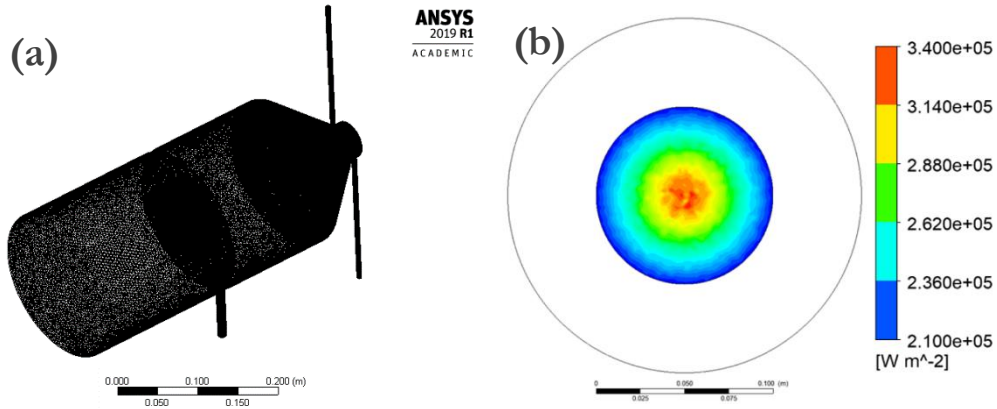 (a)
ANSYS
2019 R1
ACADEMIC
(b)
3.400e+05
3.140e+05
2.880e+05
2.620e+05
2.360e+05
2.100e+05
[W m^-2]
0.000 0.100 0.200 (m)
0.050 0.150
0 0.050 0.100 (m)
0.025 0.075